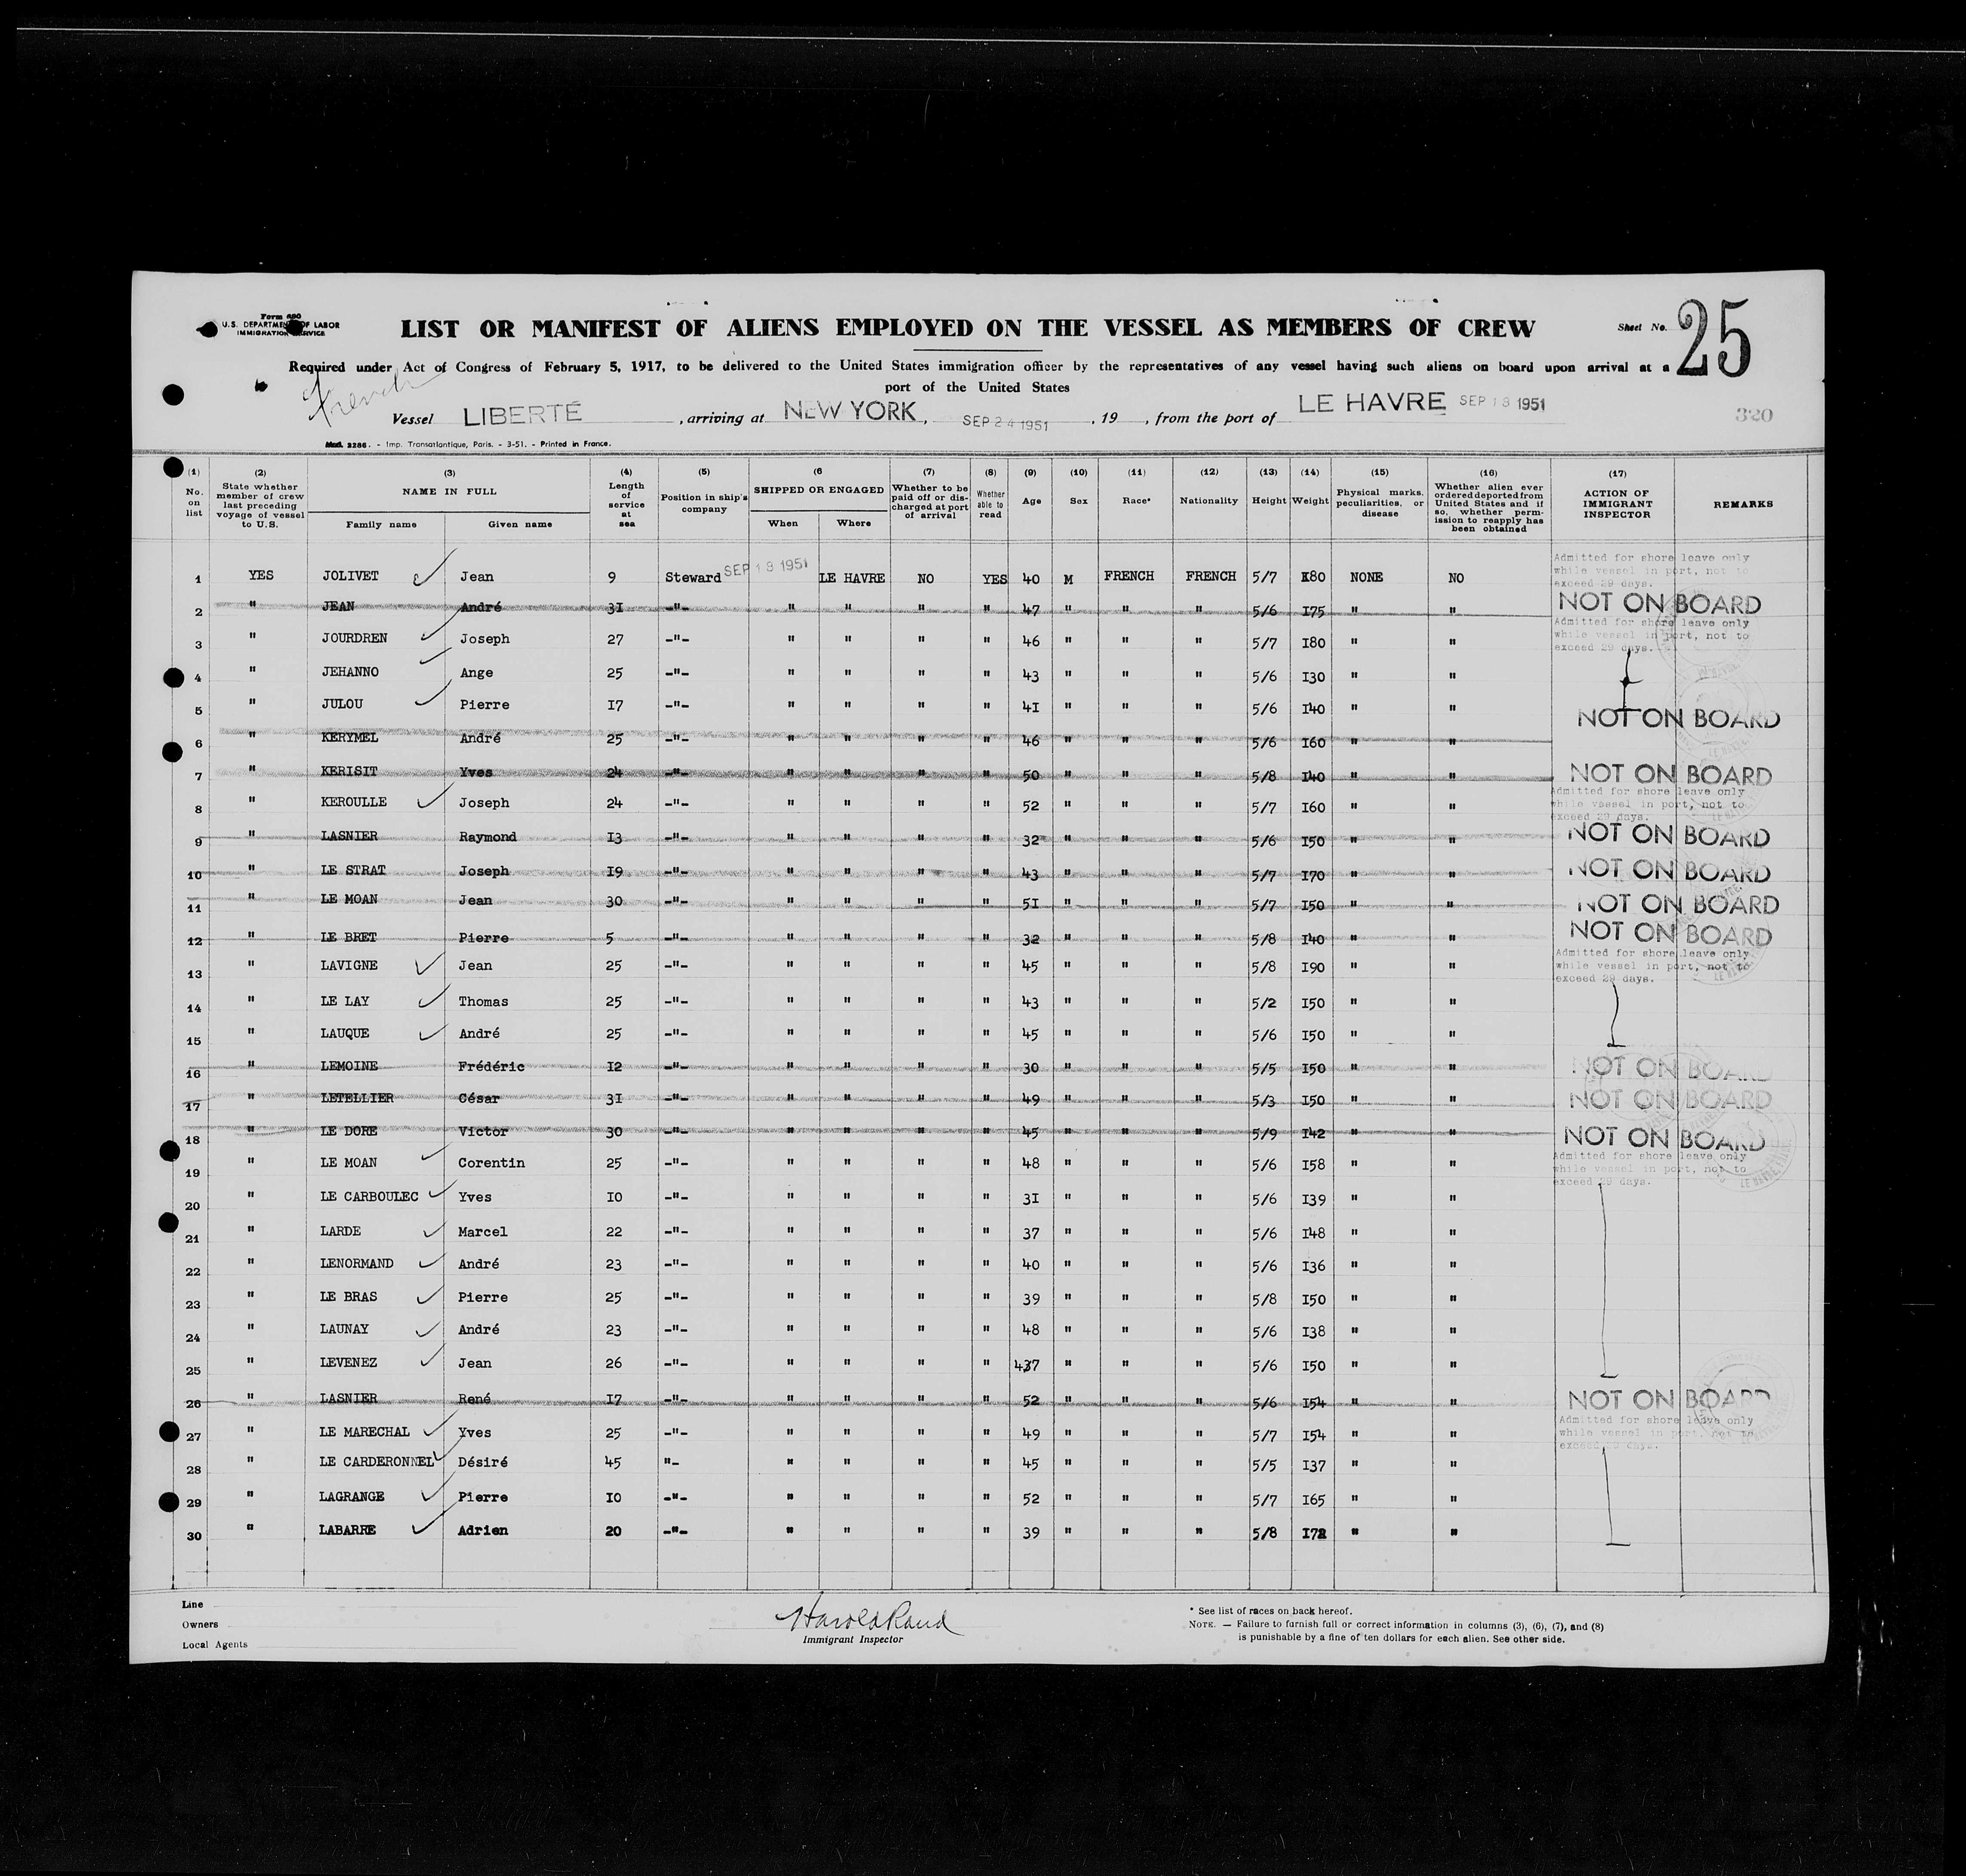 Form 680
U.S. DEPARTMENT OF LABOR
IMMIGRATION SERVICE
LIST OR MANIFEST OF ALIENS EMPLOYED ON THE VESSEL AS MEMBERS OF CREW
Sheet No. 25
Required under Act of Congress of February 5, 1917, to be delivered to the United States immigration officer by the representatives of any vessel having such aliens on board upon arrival at a
port of the United States
French
Vessel LIBERTÉ , arriving at NEW YORK, SEP 24 1951 , 19 , from the port of LE HAVRE SEP 18 1951
320
Mod. 2286. - Imp. Transatlantique, Paris. - 3-51. - Printed in France.
(1) No. on list
(2) State whether member of crew last preceding voyage of vessel to U.S.
(3) NAME IN FULL Family name Given name
(4) Length of service at sea
(5) Position in ship's company
(6 SHIPPED OR ENGAGED When Where
(7) Whether to be paid off or discharged at port of arrival
(8) Whether able to read
(9) Age
(10) Sex
(11) Race*
(12) Nationality
(13) Height
(14) Weight
(15) Physical marks, peculiarities, or disease
(16) Whether alien ever ordered deported from United States and if so, whether permission to reapply has been obtained
(17) ACTION OF IMMIGRANT INSPECTOR
REMARKS
1 YES JOLIVET Jean 9 Steward SEP 18 1951 LE HAVRE NO YES 40 M FRENCH FRENCH 5/7 180 NONE NO Admitted for shore leave only while vessel in port, not to exceed 29 days.
2 " JEAN André 31 -"- " " " " 47 " " " 5/6 175 " " NOT ON BOARD
3 " JOURDREN Joseph 27 -"- " " " " 46 " " " 5/7 180 " " Admitted for shore leave only while vessel in port, not to exceed 29 days.
4 " JEHANNO Ange 25 -"- " " " " 43 " " " 5/6 130 " "
5 " JULOU Pierre 17 -"- " " " " 41 " " " 5/6 140 " "
6 " KERYMEL André 25 -"- " " " " 46 " " " 5/6 160 " " NOT ON BOARD
7 " KERISIT Yves 24 -"- " " " " 50 " " " 5/8 140 " " NOT ON BOARD
8 " KEROULLE Joseph 24 -"- " " " " 52 " " " 5/7 160 " " Admitted for shore leave only while vessel in port, not to exceed 29 days.
9 " LASNIER Raymond 13 -"- " " " " 32 " " " 5/6 150 " " NOT ON BOARD
10 " LE STRAT Joseph 19 -"- " " " " 43 " " " 5/7 170 " " NOT ON BOARD
11 " LE MOAN Jean 30 -"- " " " " 51 " " " 5/7 150 " " NOT ON BOARD
12 " LE BRET Pierre 5 -"- " " " " 32 " " " 5/8 140 " " NOT ON BOARD
13 " LAVIGNE Jean 25 -"- " " " " 45 " " " 5/8 190 " " Admitted for shore leave only while vessel in port, not to exceed 29 days.
14 " LE LAY Thomas 25 -"- " " " " 43 " " " 5/2 150 " "
15 " LAUQUE André 25 -"- " " " " 45 " " " 5/6 150 " "
16 " LEMOINE Frédéric 12 -"- " " " " 30 " " " 5/5 150 " " NOT ON BOARD
17 " LETELLIER César 31 -"- " " " " 49 " " " 5/3 150 " " NOT ON BOARD
18 " LE DORE Victor 30 -"- " " " " 45 " " " 5/9 142 " " NOT ON BOARD
19 " LE MOAN Corentin 25 -"- " " " " 48 " " " 5/6 158 " " Admitted for shore leave only while vessel in port, not to exceed 29 days.
20 " LE CARBOULEC Yves 10 -"- " " " " 31 " " " 5/6 139 " "
21 " LARDE Marcel 22 -"- " " " " 37 " " " 5/6 148 " "
22 " LENORMAND André 23 -"- " " " " 40 " " " 5/6 136 " "
23 " LE BRAS Pierre 25 -"- " " " " 39 " " " 5/8 150 " "
24 " LAUNAY André 23 -"- " " " " 48 " " " 5/6 138 " "
25 " LEVENEZ Jean 26 -"- " " " " 437 " " " 5/6 150 " "
26 " LASNIER René 17 -"- " " " " 52 " " " 5/6 154 " " NOT ON BOARD
27 " LE MARECHAL Yves 25 -"- " " " " 49 " " " 5/7 154 " " Admitted for shore leave only while vessel in port, not to exceed 29 days.
28 " LE CARDERONNEL Désiré 45 "- " " " " 45 " " " 5/5 137 " "
29 " LAGRANGE Pierre 10 -"- " " " " 52 " " " 5/7 165 " "
30 " LABARRE Adrien 20 -"- " " " " 39 " " " 5/8 172 " "
Line
Owners
Local Agents
Harold Rand
Immigrant Inspector
* See list of races on back hereof.
NOTE. — Failure to furnish full or correct information in columns (3), (6), (7), and (8)
is punishable by a fine of ten dollars for each alien. See other side.